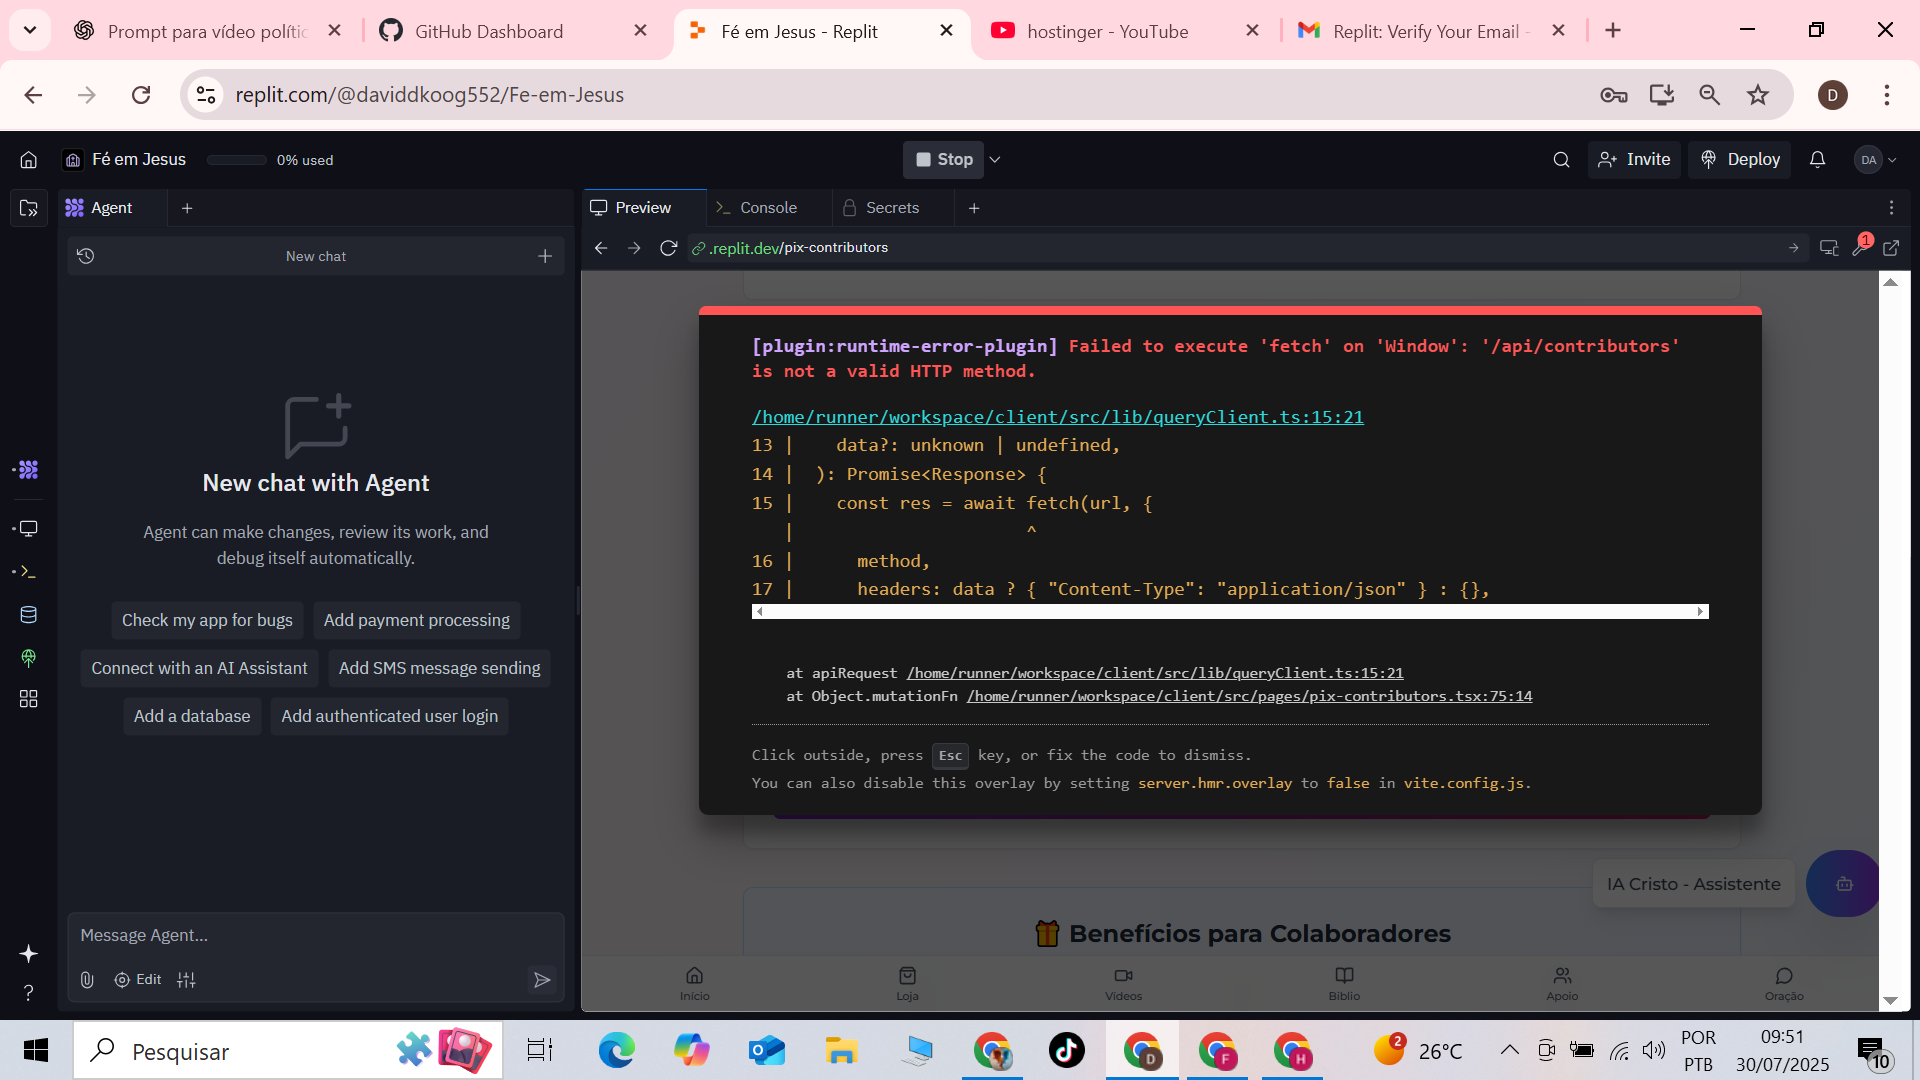 Prompt para vídeo polític
GitHub Dashboard
Fé em Jesus - Replit
hostinger - YouTube
Replit: Verify Your Email -
replit.com/@daviddkoog552/Fe-em-Jesus
D
Fé em Jesus
0% used
Stop
Invite
Deploy
DA
Agent
Preview
Console
Secrets
New chat
.replit.dev/pix-contributors
1
[plugin:runtime-error-plugin] Failed to execute 'fetch' on 'Window': '/api/contributors'
is not a valid HTTP method.
/home/runner/workspace/client/src/lib/queryClient.ts:15:21
13 |    data?: unknown | undefined,
14 |  ): Promise<Response> {
15 |    const res = await fetch(url, {
|                      ^
16 |      method,
17 |      headers: data ? { "Content-Type": "application/json" } : {},
at apiRequest /home/runner/workspace/client/src/lib/queryClient.ts:15:21
at Object.mutationFn /home/runner/workspace/client/src/pages/pix-contributors.tsx:75:14
Click outside, press Esc key, or fix the code to dismiss.
You can also disable this overlay by setting server.hmr.overlay to false in vite.config.js.
New chat with Agent
Agent can make changes, review its work, and
debug itself automatically.
Check my app for bugs
Add payment processing
Connect with an AI Assistant
Add SMS message sending
Add a database
Add authenticated user login
Message Agent...
Edit
IA Cristo - Assistente
Benefícios para Colaboradores
Início
Loja
Vídeos
Bíblio
Apoio
Oração
Pesquisar
D
F
H
2
26°C
POR
PTB
09:51
30/07/2025
10